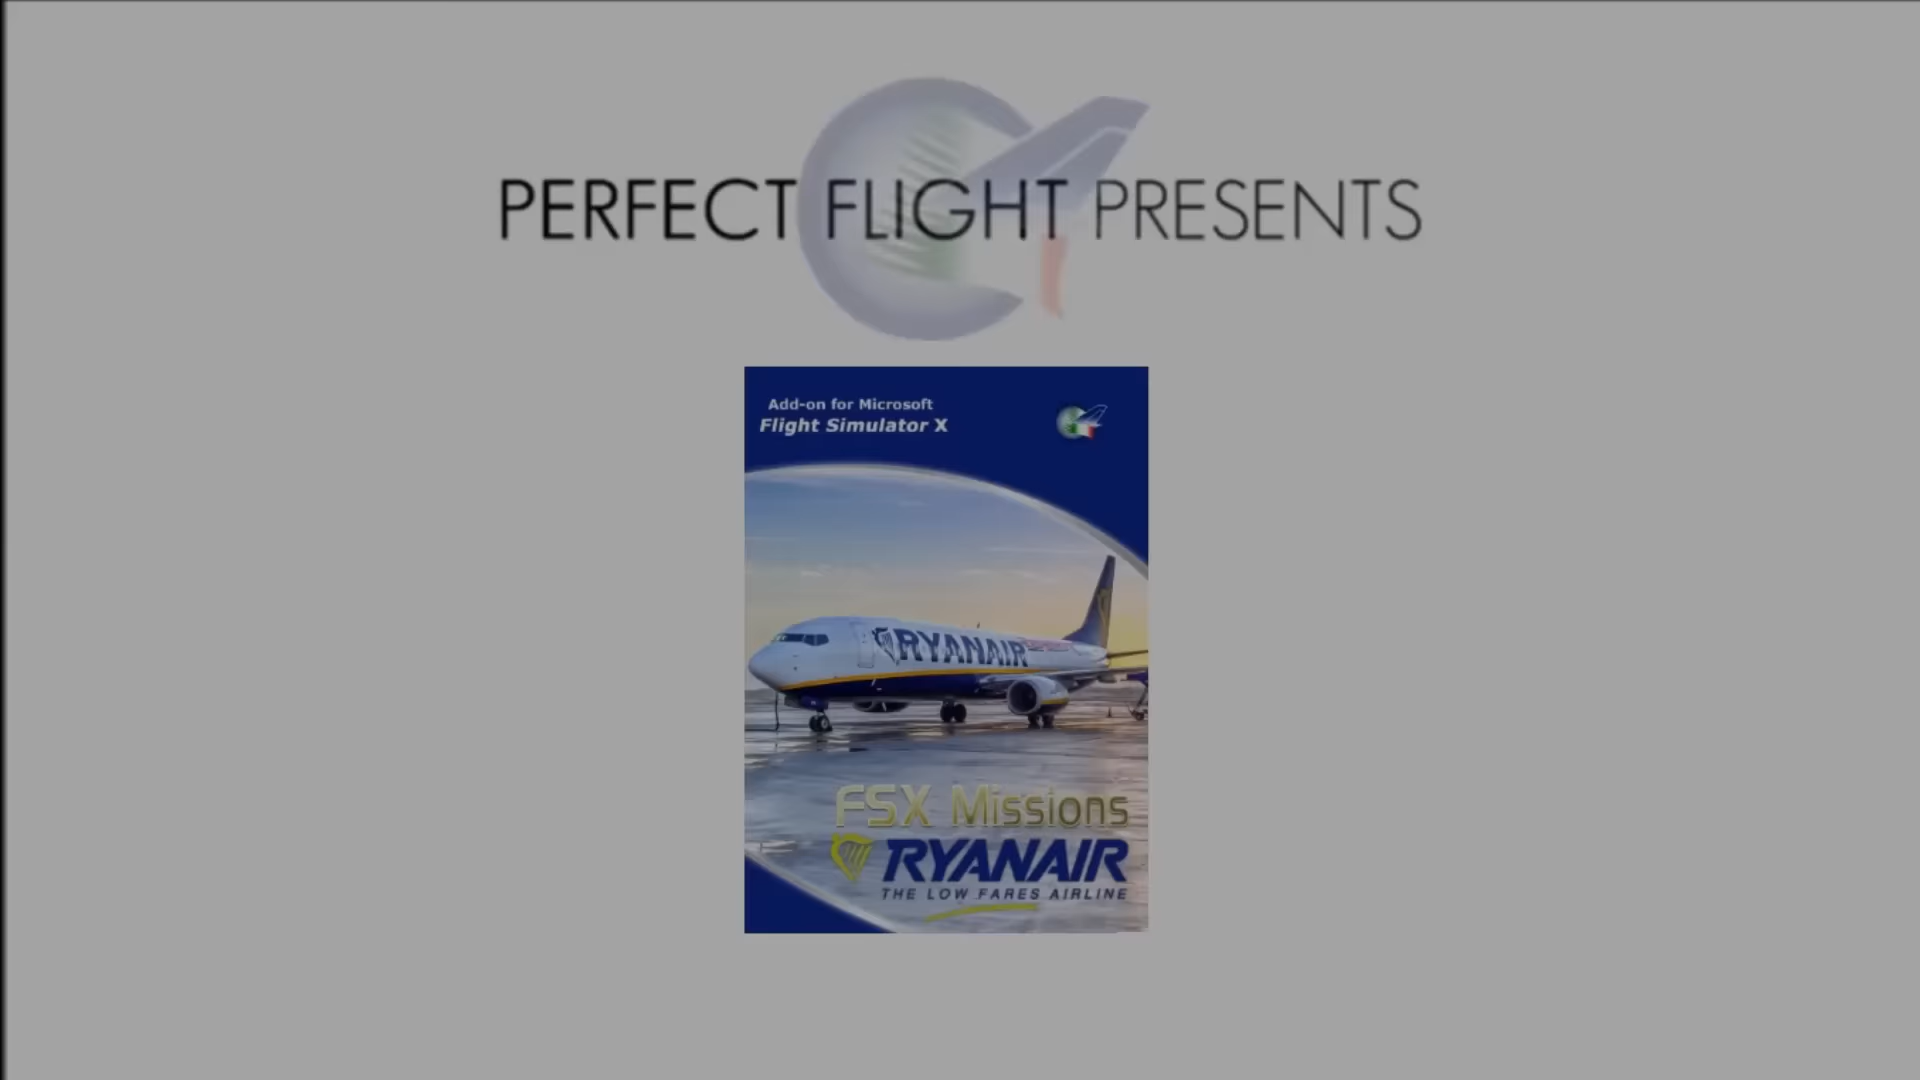 PERFECT FLIGHT PRESENTS
Add-on for Microsoft
Flight Simulator X
RYANAIR
FSX Missions
RYANAIR
THE LOW FARES AIRLINE